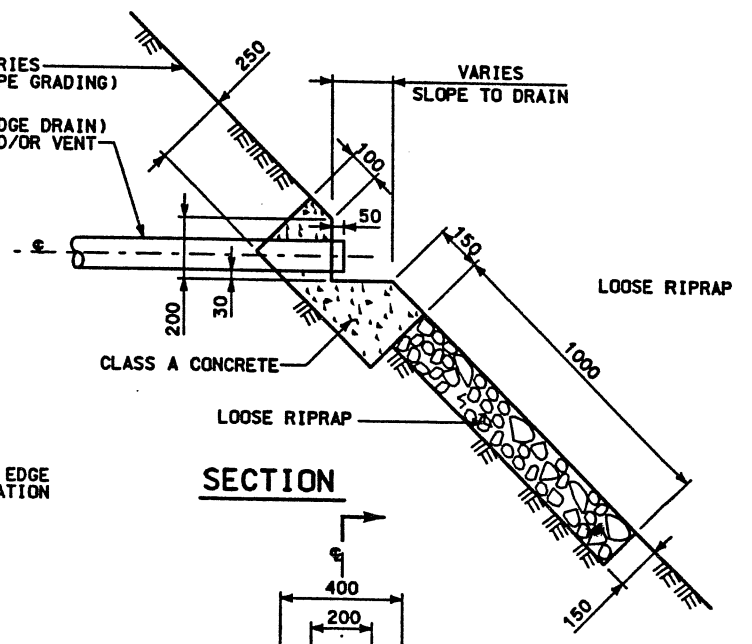 RIES
PE GRADING)
250
VARIES
SLOPE TO DRAIN
DGE DRAIN)
O/OR VENT
100
50
150
℄
200
30
LOOSE RIPRAP
1000
CLASS A CONCRETE
LOOSE RIPRAP
EDGE
ATION
SECTION
℄
400
200
150